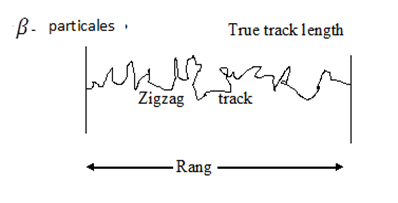 β- particales ,
True track length
Zigzag track
Rang